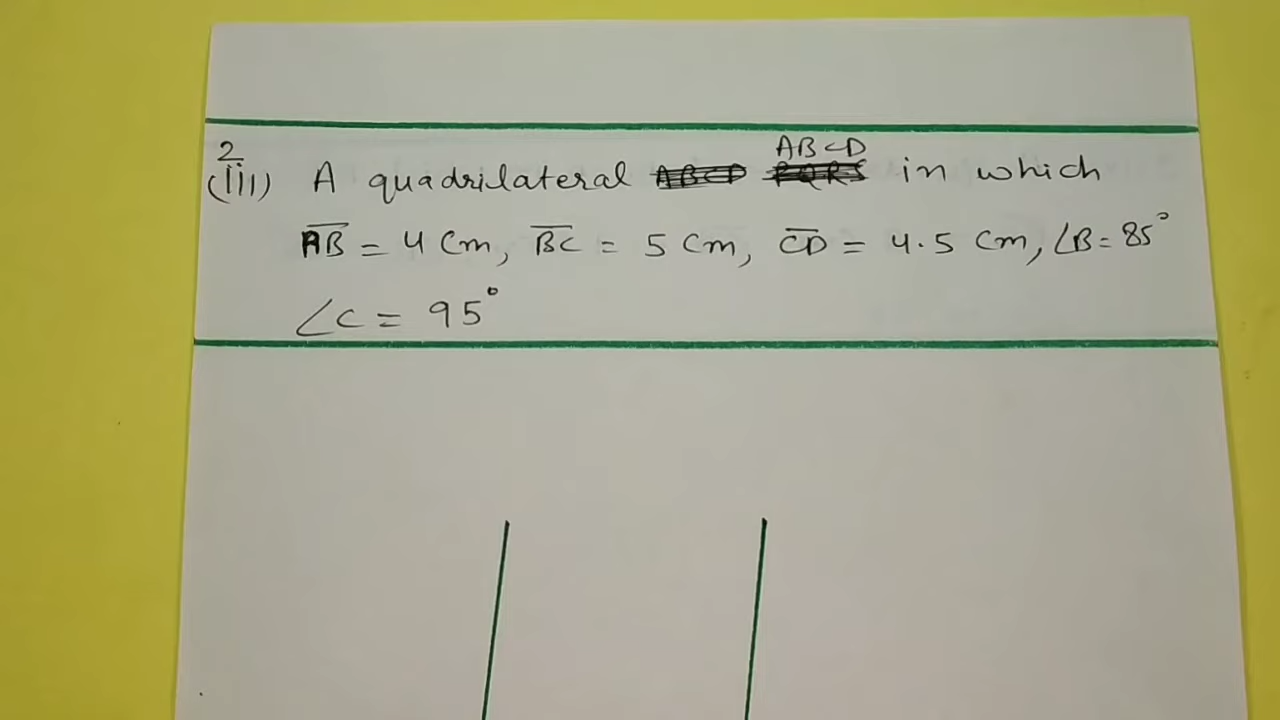 2
(iii) A quadrilateral ABCD PQRS ABCD in which
AB = 4 Cm, BC = 5 Cm, CD = 4.5 Cm, ∠B = 85°
∠C = 95°